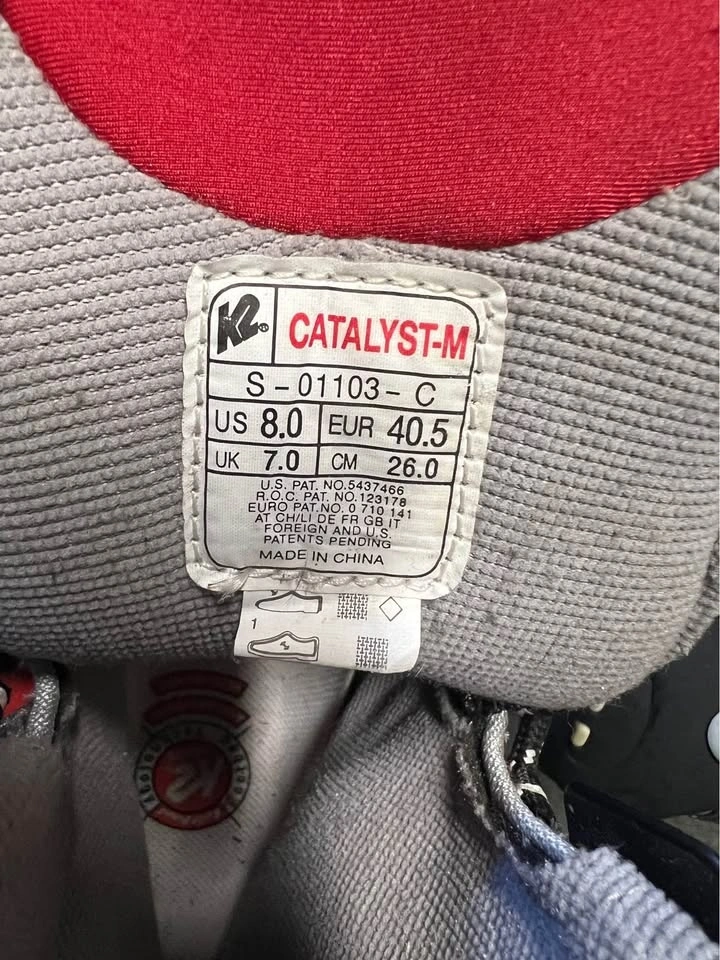 K2® CATALYST-M
S - 01103 - C
US 8.0 EUR 40.5
UK 7.0 CM 26.0
U.S. PAT. NO.5437466
R.O.C. PAT. NO.123178
EURO PAT.NO. 0 710 141
AT CH/LI DE FR GB IT
FOREIGN AND U.S.
PATENTS PENDING
MADE IN CHINA
1
K2